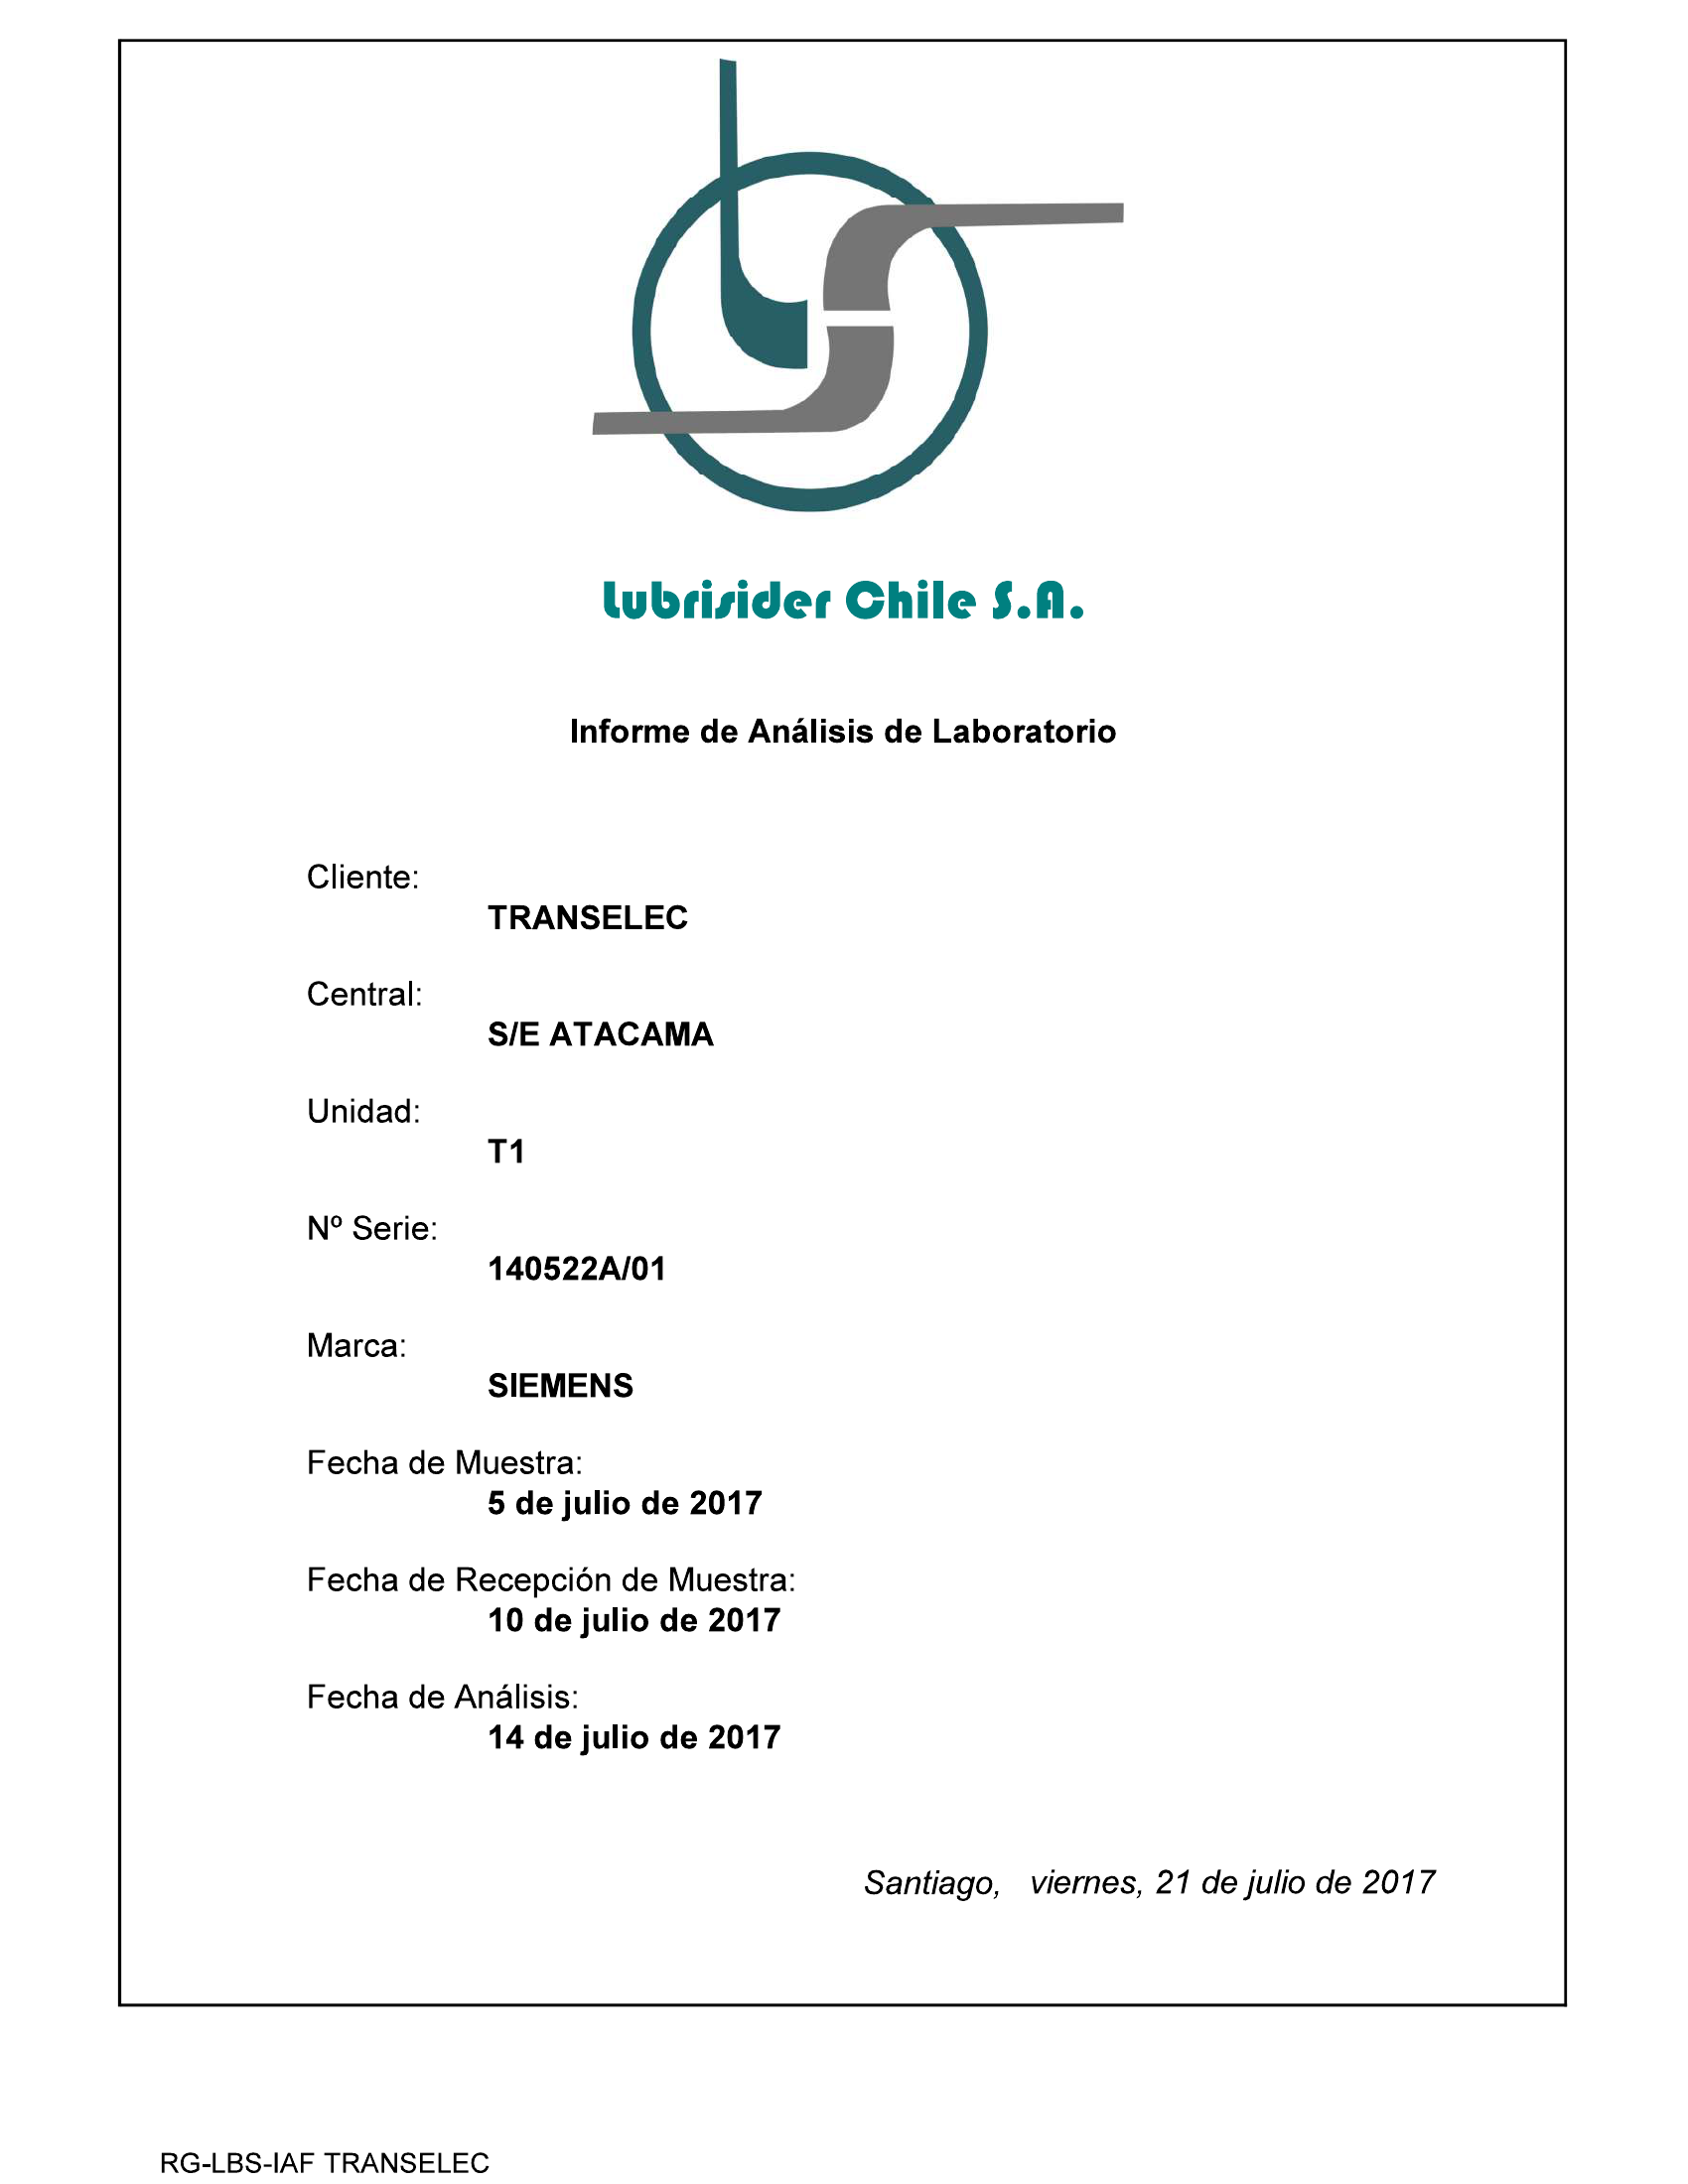 Lubrisider Chile S.A.
Informe de Análisis de Laboratorio
Cliente:
TRANSELEC
Central:
S/E ATACAMA
Unidad:
T1
Nº Serie:
140522A/01
Marca:
SIEMENS
Fecha de Muestra:
5 de julio de 2017
Fecha de Recepción de Muestra:
10 de julio de 2017
Fecha de Análisis:
14 de julio de 2017
Santiago, viernes, 21 de julio de 2017
RG-LBS-IAF TRANSELEC